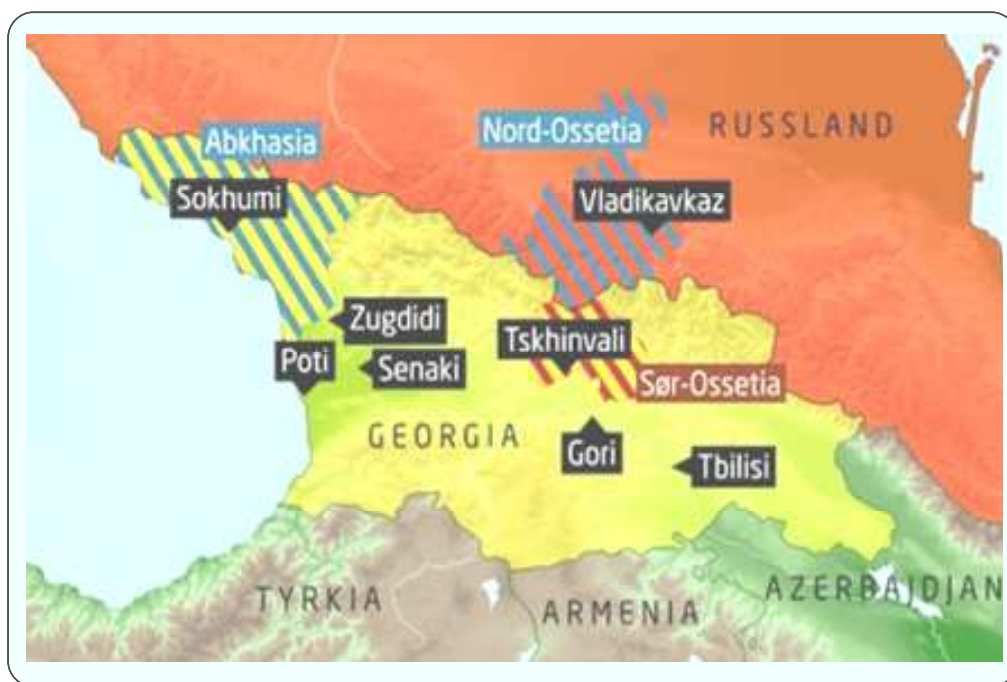 Abkhasia
Nord-Ossetia
RUSSLAND
Sokhumi
Vladikavkaz
Zugdidi
Poti
Senaki
Tskhinvali
Sør-Ossetia
GEORGIA
Gori
Tbilisi
TYRKIA
ARMENIA
AZERBAJDJAN